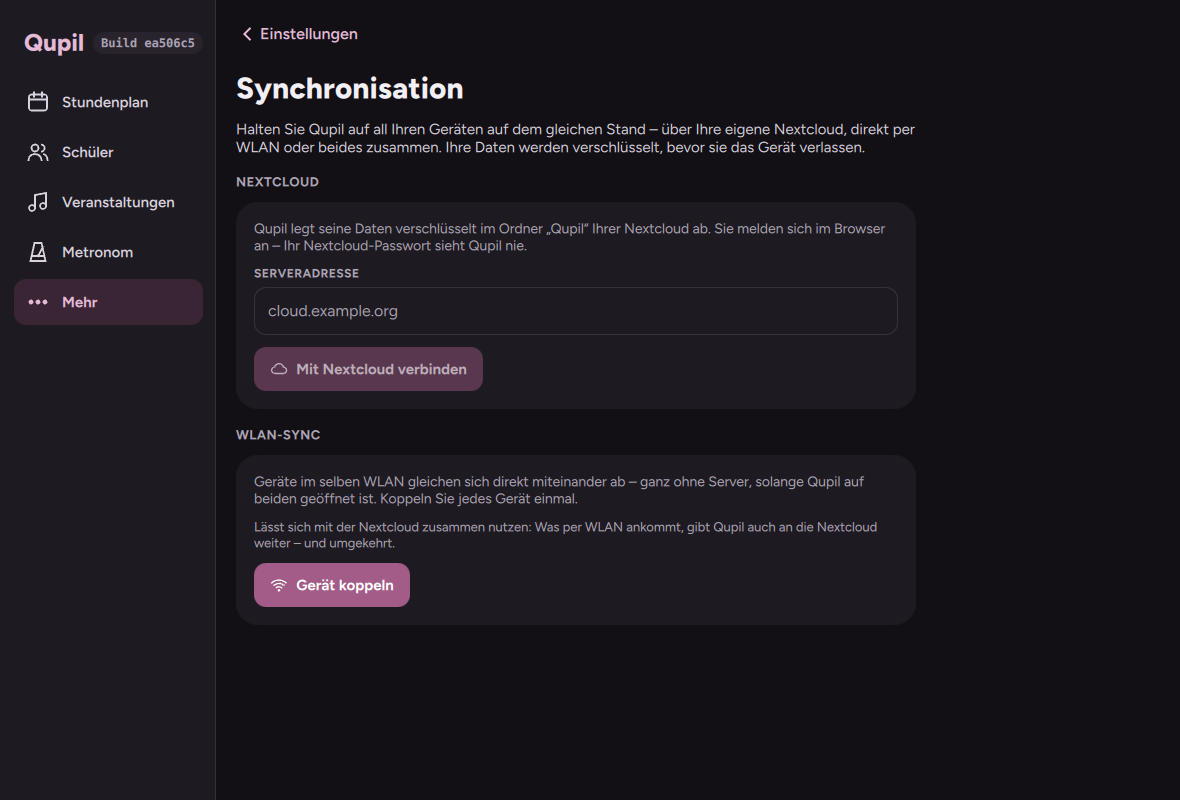 Qupil Build ea506c5
Stundenplan
Schüler
Veranstaltungen
Metronom
Mehr
Einstellungen
Synchronisation
Halten Sie Qupil auf all Ihren Geräten auf dem gleichen Stand – über Ihre eigene Nextcloud, direkt per
WLAN oder beides zusammen. Ihre Daten werden verschlüsselt, bevor sie das Gerät verlassen.
NEXTCLOUD
Qupil legt seine Daten verschlüsselt im Ordner „Qupil“ Ihrer Nextcloud ab. Sie melden sich im Browser
an – Ihr Nextcloud-Passwort sieht Qupil nie.
SERVERADRESSE
cloud.example.org
Mit Nextcloud verbinden
WLAN-SYNC
Geräte im selben WLAN gleichen sich direkt miteinander ab – ganz ohne Server, solange Qupil auf
beiden geöffnet ist. Koppeln Sie jedes Gerät einmal.
Lässt sich mit der Nextcloud zusammen nutzen: Was per WLAN ankommt, gibt Qupil auch an die Nextcloud
weiter – und umgekehrt.
Gerät koppeln